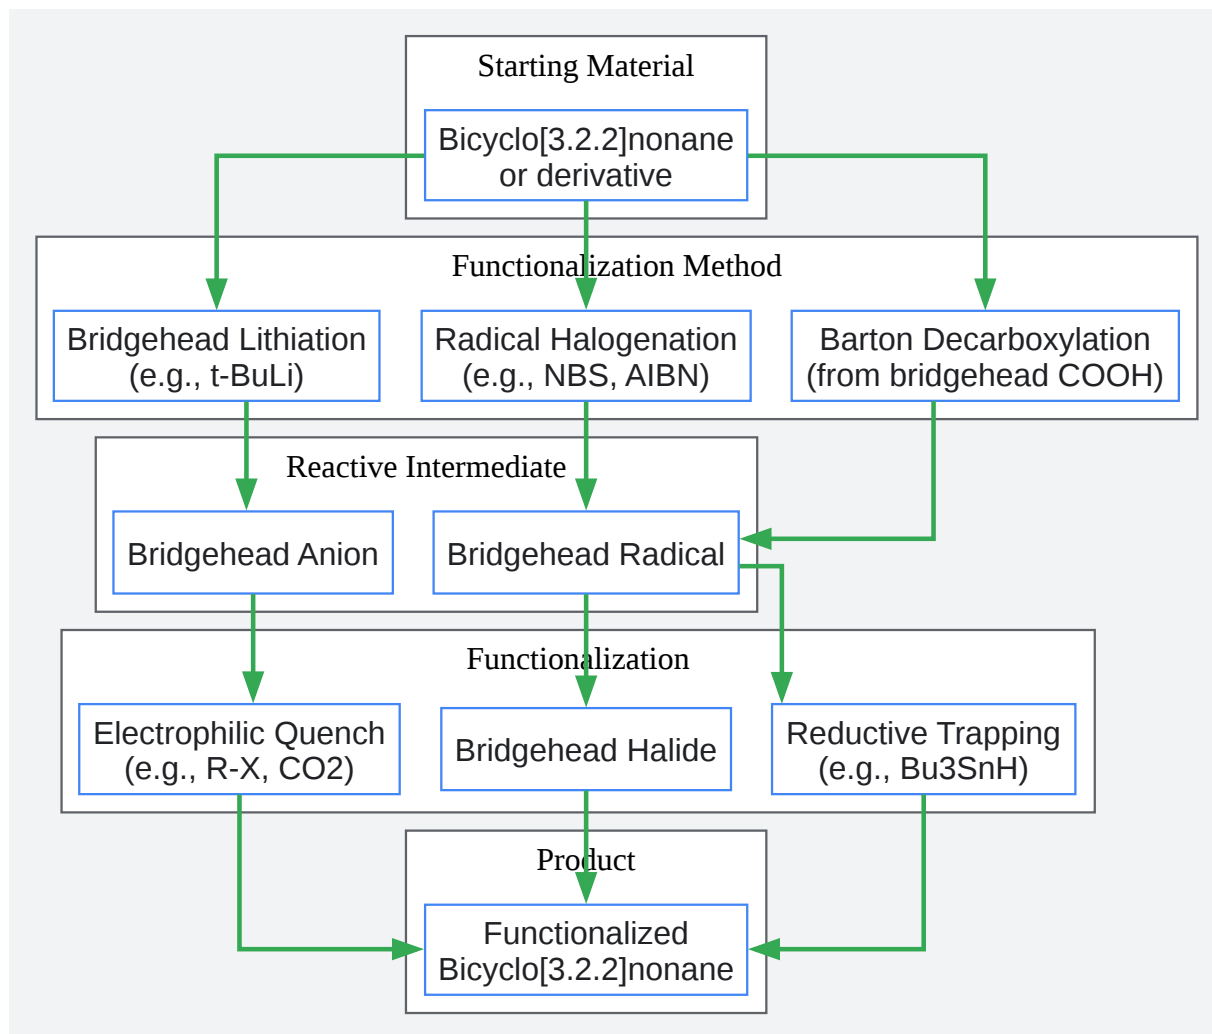 Starting Material
Bicyclo[3.2.2]nonane
or derivative
Functionalization Method
Bridgehead Lithiation
(e.g., t-BuLi)
Radical Halogenation
(e.g., NBS, AIBN)
Barton Decarboxylation
(from bridgehead COOH)
Reactive Intermediate
Bridgehead Anion
Bridgehead Radical
Functionalization
Electrophilic Quench
(e.g., R-X, CO2)
Bridgehead Halide
Reductive Trapping
(e.g., Bu3SnH)
Product
Functionalized
Bicyclo[3.2.2]nonane